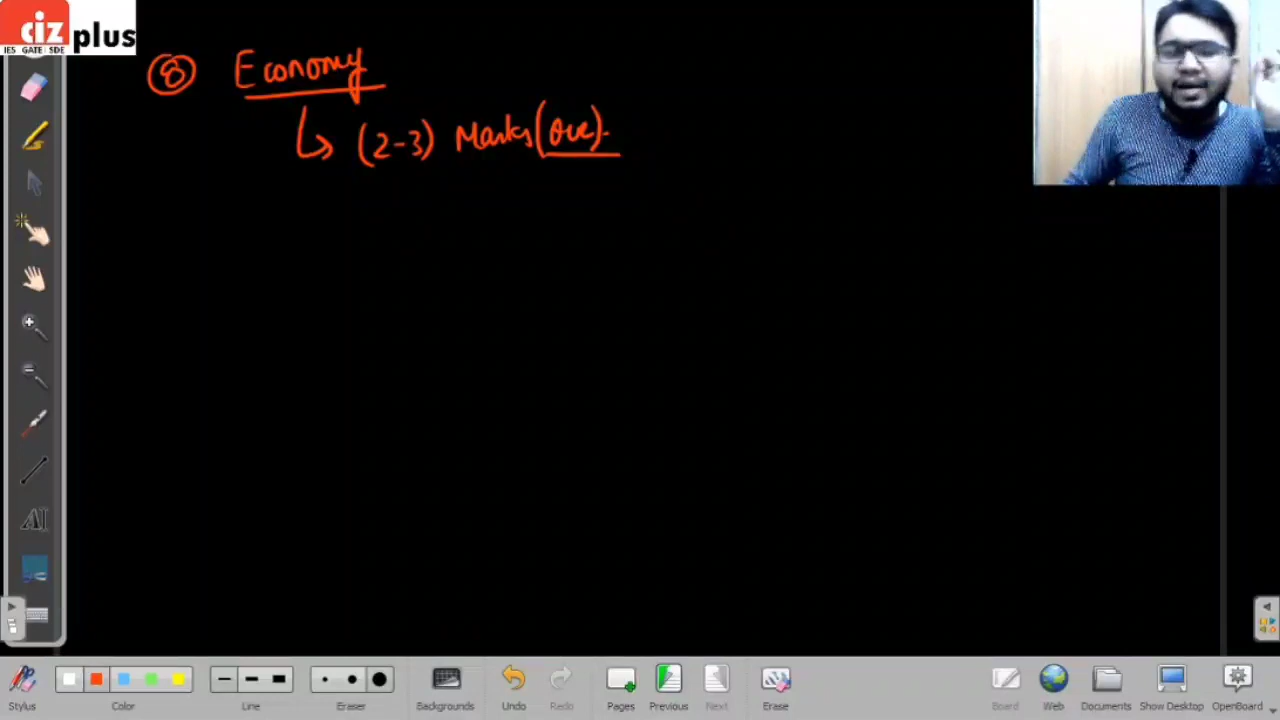 ciz plus
IES GATE SDE
⑧ Economy
↳ (2-3) Marks
Stylus
Color
Line
Eraser
Backgrounds
Undo
Redo
Pages
Previous
Next
Erase
Board
Web
Documents
Show Desktop
OpenBoard